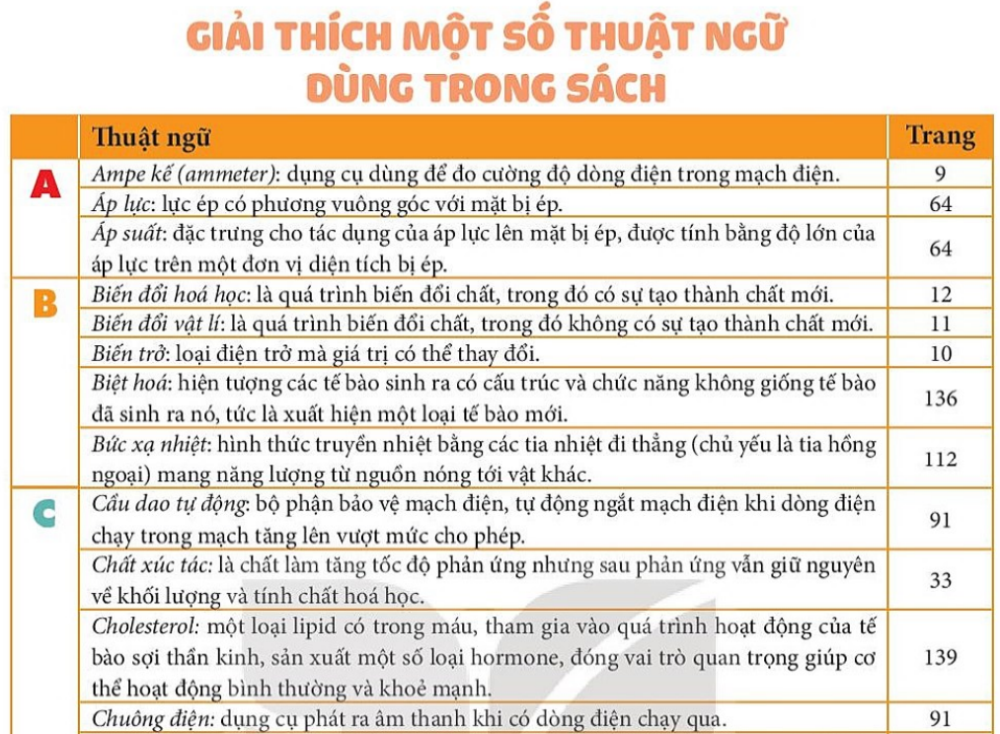 GIẢI THÍCH MỘT SỐ THUẬT NGỮ
DÙNG TRONG SÁCH
Thuật ngữ Trang
A
Ampe kế (ammeter): dụng cụ dùng để đo cường độ dòng điện trong mạch điện. 9
Áp lực: lực ép có phương vuông góc với mặt bị ép. 64
Áp suất: đặc trưng cho tác dụng của áp lực lên mặt bị ép, được tính bằng độ lớn của
áp lực trên một đơn vị diện tích bị ép. 64
B
Biến đổi hoá học: là quá trình biến đổi chất, trong đó có sự tạo thành chất mới. 12
Biến đổi vật lí: là quá trình biến đổi chất, trong đó không có sự tạo thành chất mới. 11
Biến trở: loại điện trở mà giá trị có thể thay đổi. 10
Biệt hoá: hiện tượng các tế bào sinh ra có cấu trúc và chức năng không giống tế bào
đã sinh ra nó, tức là xuất hiện một loại tế bào mới. 136
Bức xạ nhiệt: hình thức truyền nhiệt bằng các tia nhiệt đi thẳng (chủ yếu là tia hồng
ngoại) mang năng lượng từ nguồn nóng tới vật khác. 112
C
Cầu dao tự động: bộ phận bảo vệ mạch điện, tự động ngắt mạch điện khi dòng điện
chạy trong mạch tăng lên vượt mức cho phép. 91
Chất xúc tác: là chất làm tăng tốc độ phản ứng nhưng sau phản ứng vẫn giữ nguyên
về khối lượng và tính chất hoá học. 33
Cholesterol: một loại lipid có trong máu, tham gia vào quá trình hoạt động của tế
bào sợi thần kinh, sản xuất một số loại hormone, đóng vai trò quan trọng giúp cơ
thể hoạt động bình thường và khoẻ mạnh. 139
Chuông điện: dụng cụ phát ra âm thanh khi có dòng điện chạy qua. 91